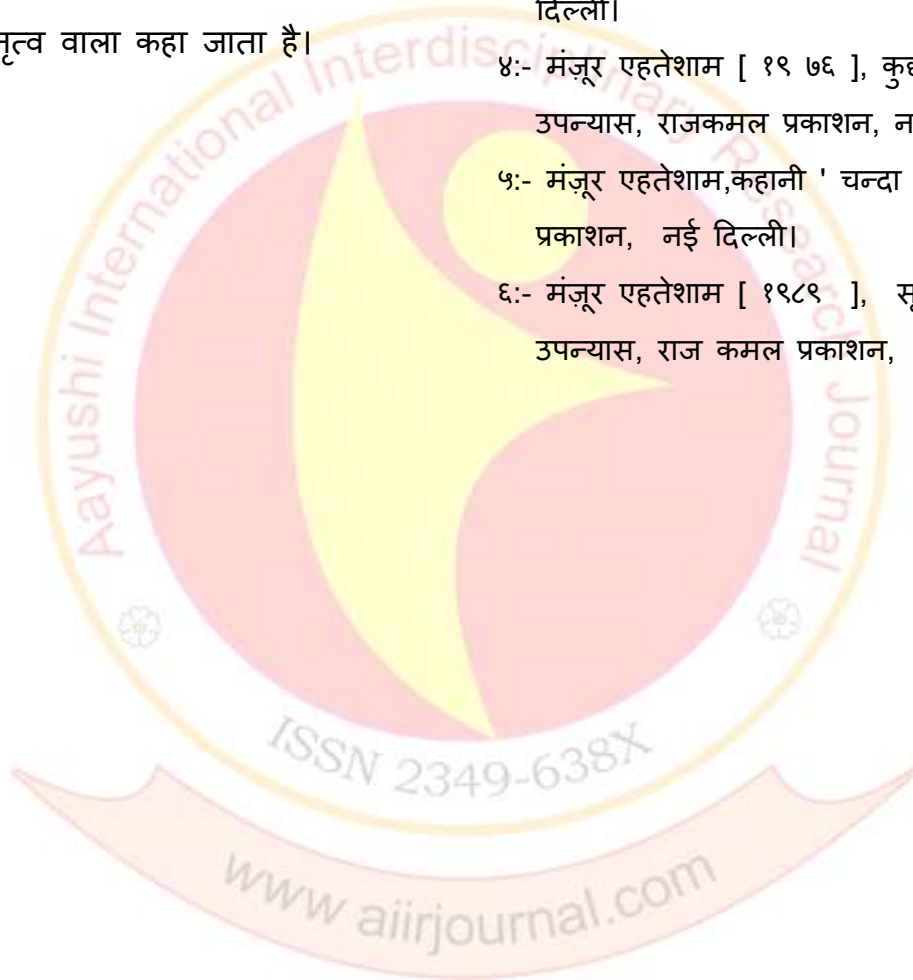 वाला कहा जाता है।
दिल्ली।
४:- मंज़ूर एहतेशाम [ १९ ७६ ],
उपन्यास, राजकमल प्रकाशन,
५:- मंज़ूर एहतेशाम,कहानी ' चन्दा
प्रकाशन, नई दिल्ली।
६:- मंज़ूर एहतेशाम [ १९८९ ],
उपन्यास, राज कमल प्रकाशन,
Aayushi International Interdisciplinary Research Journal
ISSN 2349-638X
www aiirjournal.com